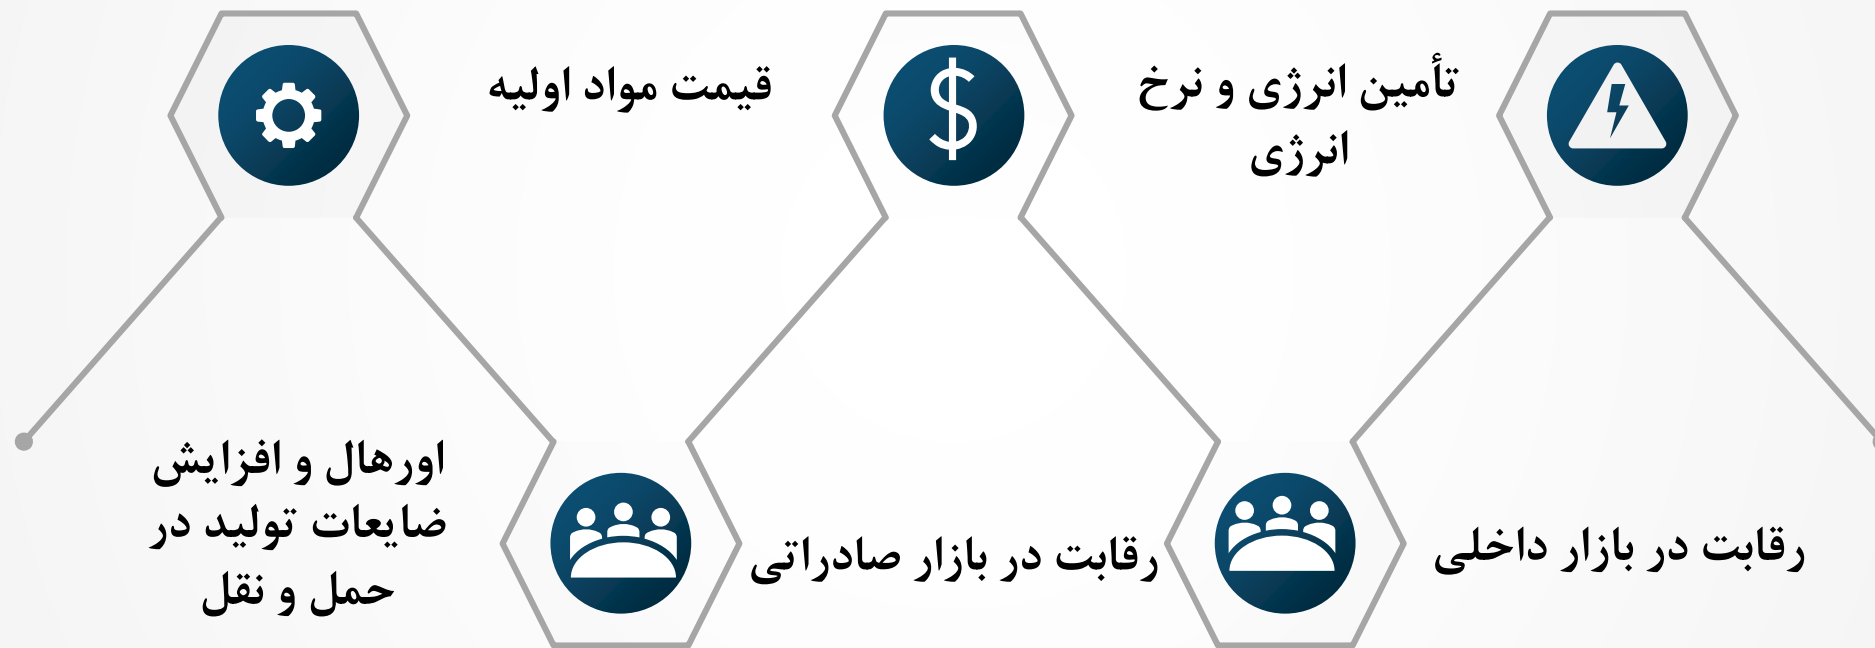 تأمین انرژی و نرخ
انرژی
قیمت مواد اولیه
رقابت در بازار داخلی
رقابت در بازار صادراتی
اورهال و افزایش
ضایعات تولید در
حمل و نقل